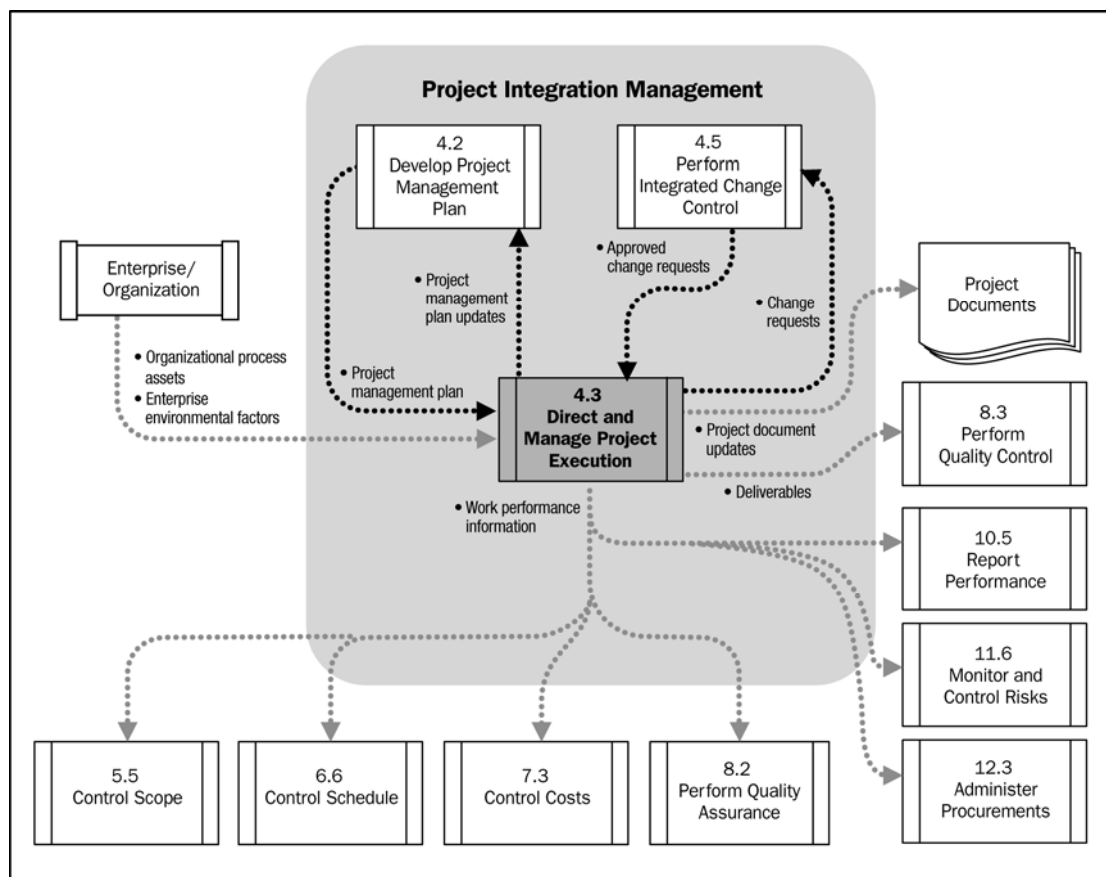 Project Integration Management
4.2
Develop Project
Management
Plan
4.5
Perform
Integrated Change
Control
Enterprise/
Organization
• Approved
change requests
• Project
management
plan updates
• Change
requests
Project
Documents
• Organizational process
assets
• Enterprise
environmental factors
• Project
management plan
4.3
Direct and
Manage Project
Execution
• Project document
updates
8.3
Perform
Quality Control
• Deliverables
• Work performance
information
10.5
Report
Performance
11.6
Monitor and
Control Risks
5.5
Control Scope
6.6
Control Schedule
7.3
Control Costs
8.2
Perform Quality
Assurance
12.3
Administer
Procurements